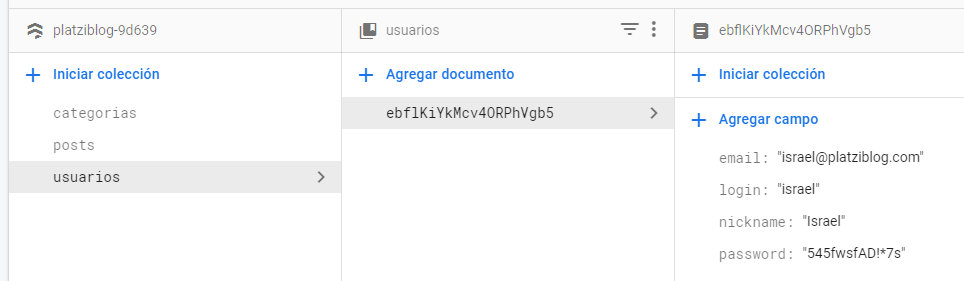 platziblog-9d639
Iniciar colección
categorias
posts
usuarios
usuarios
Agregar documento
ebflKiYkMcv4ORPhVgb5
ebflKiYkMcv4ORPhVgb5
Iniciar colección
Agregar campo
email: "israel@platziblog.com"
login: "israel"
nickname: "Israel"
password: "545fwsfAD!*7s"